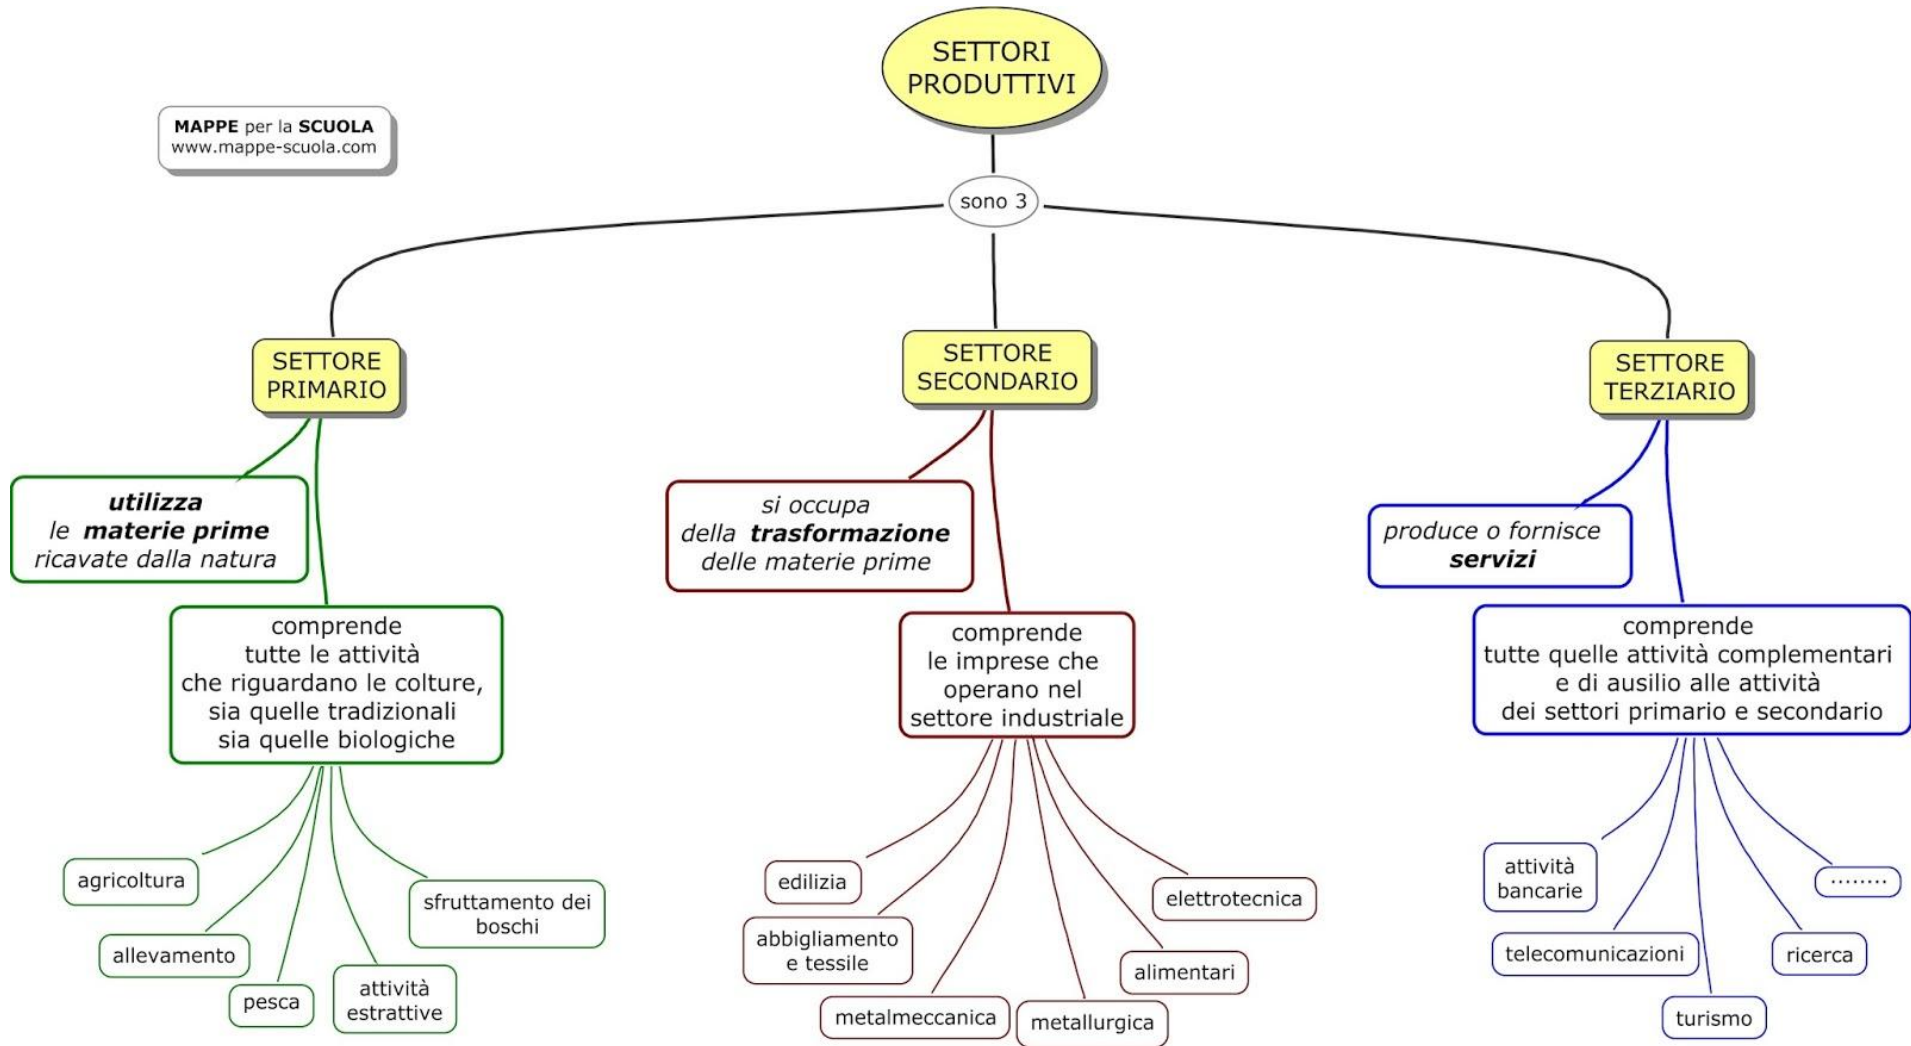 SETTORI
PRODUTTIVI
MAPPE per la SCUOLA
www.mappe-scuola.com
sono 3
SETTORE
PRIMARIO
SETTORE
SECONDARIO
SETTORE
TERZIARIO
utilizza
le materie prime
ricavate dalla natura
si occupa
della trasformazione
delle materie prime
produce o fornisce
servizi
comprende
tutte le attività
che riguardano le colture,
sia quelle tradizionali
sia quelle biologiche
comprende
le imprese che
operano nel
settore industriale
comprende
tutte quelle attività complementari
e di ausilio alle attività
dei settori primario e secondario
agricoltura
allevamento
pesca
attività
estrattive
sfruttamento dei
boschi
edilizia
abbigliamento
e tessile
metalmeccanica
metallurgica
alimentari
elettrotecnica
attività
bancarie
telecomunicazioni
turismo
ricerca
........